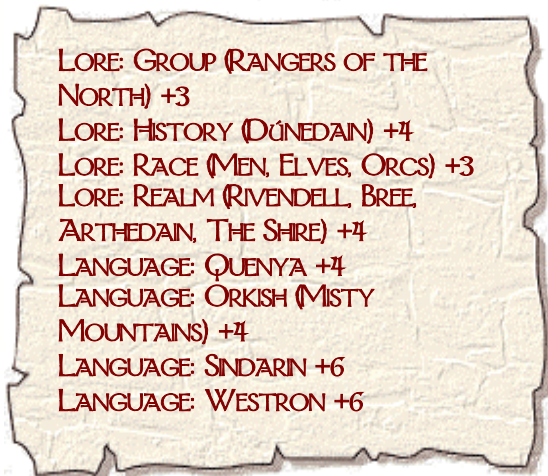 Lore: Group (Rangers of the
North) +3
Lore: History (Dúnedain) +4
Lore: Race (Men, Elves, Orcs) +3
Lore: Realm (Rivendell, Bree,
Arthedain, The Shire) +4
Language: Quenya +4
Language: Orkish (Misty
Mountains) +4
Language: Sindarin +6
Language: Westron +6